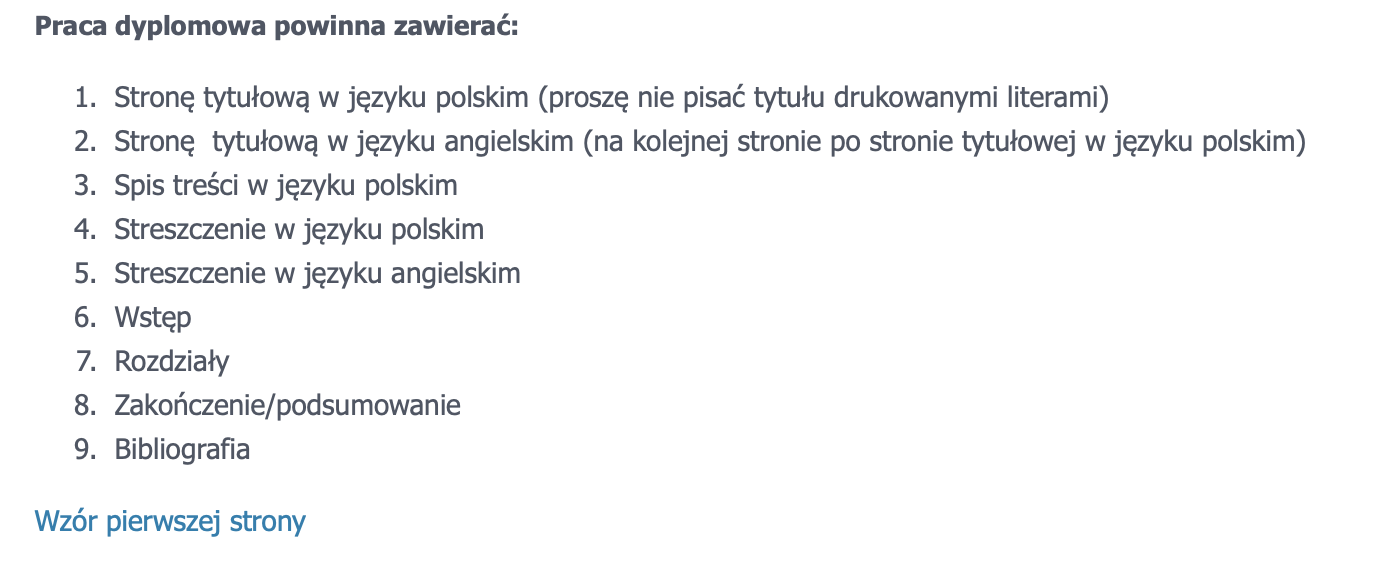 Praca dyplomowa powinna zawierać:
1. Stronę tytułową w języku polskim (proszę nie pisać tytułu drukowanymi literami)
2. Stronę  tytułową w języku angielskim (na kolejnej stronie po stronie tytułowej w języku polskim)
3. Spis treści w języku polskim
4. Streszczenie w języku polskim
5. Streszczenie w języku angielskim
6. Wstęp
7. Rozdziały
8. Zakończenie/podsumowanie
9. Bibliografia
Wzór pierwszej strony